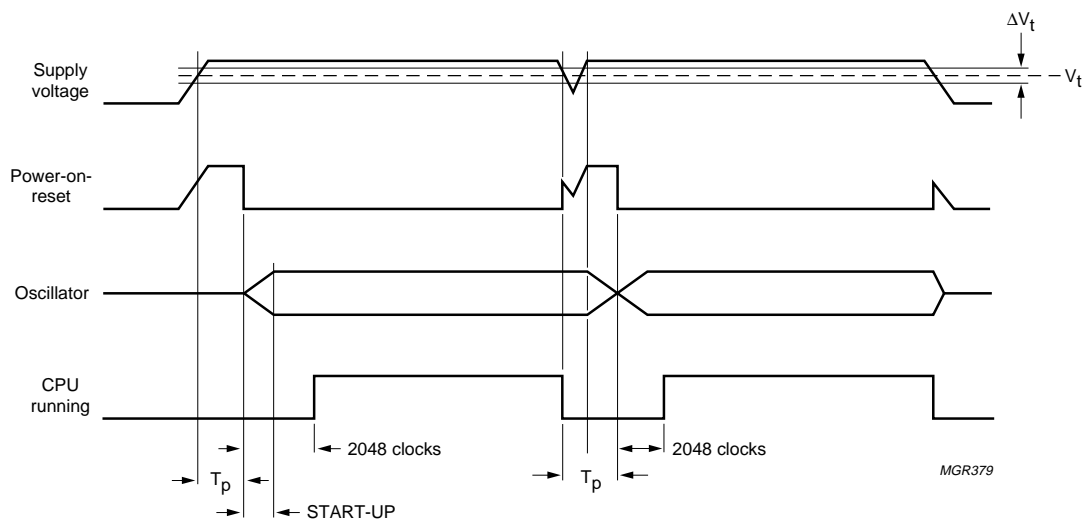 ΔVt
Supply
voltage
Vt
Power-on-
reset
Oscillator
CPU
running
2048 clocks
2048 clocks
Tp
Tp
MGR379
START-UP